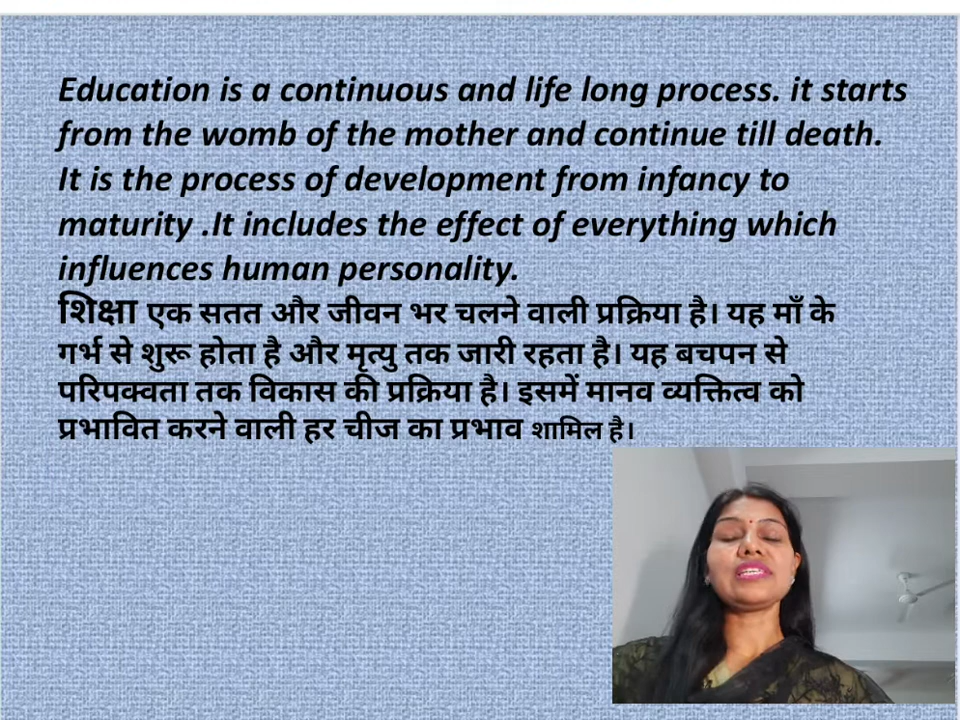 Education is a continuous and life long process. it starts
from the womb of the mother and continue till death.
It is the process of development from infancy to
maturity .It includes the effect of everything which
influences human personality.
शिक्षा एक सतत और जीवन भर चलने वाली प्रक्रिया है। यह माँ के
गर्भ से शुरू होता है और मृत्यु तक जारी रहता है। यह बचपन से
परिपक्वता तक विकास की प्रक्रिया है। इसमें मानव व्यक्तित्व को
प्रभावित करने वाली हर चीज का प्रभाव शामिल है।